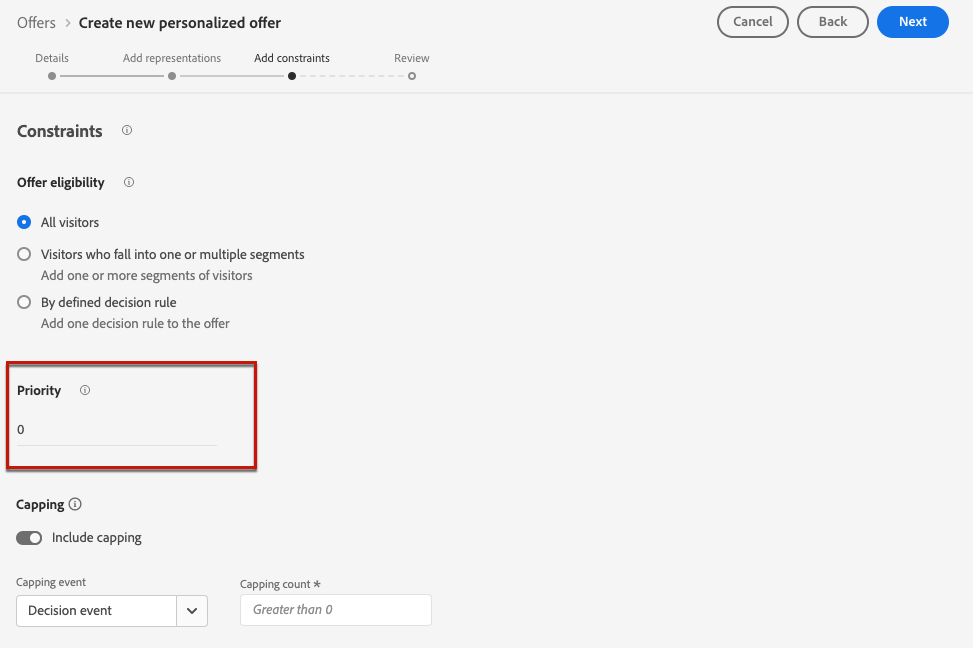 Offers > Create new personalized offer
Cancel
Back
Next
Details
Add representations
Add constraints
Review
Constraints
Offer eligibility
All visitors
Visitors who fall into one or multiple segments
Add one or more segments of visitors
By defined decision rule
Add one decision rule to the offer
Priority
0
Capping
Include capping
Capping event
Capping count *
Decision event
Greater than 0